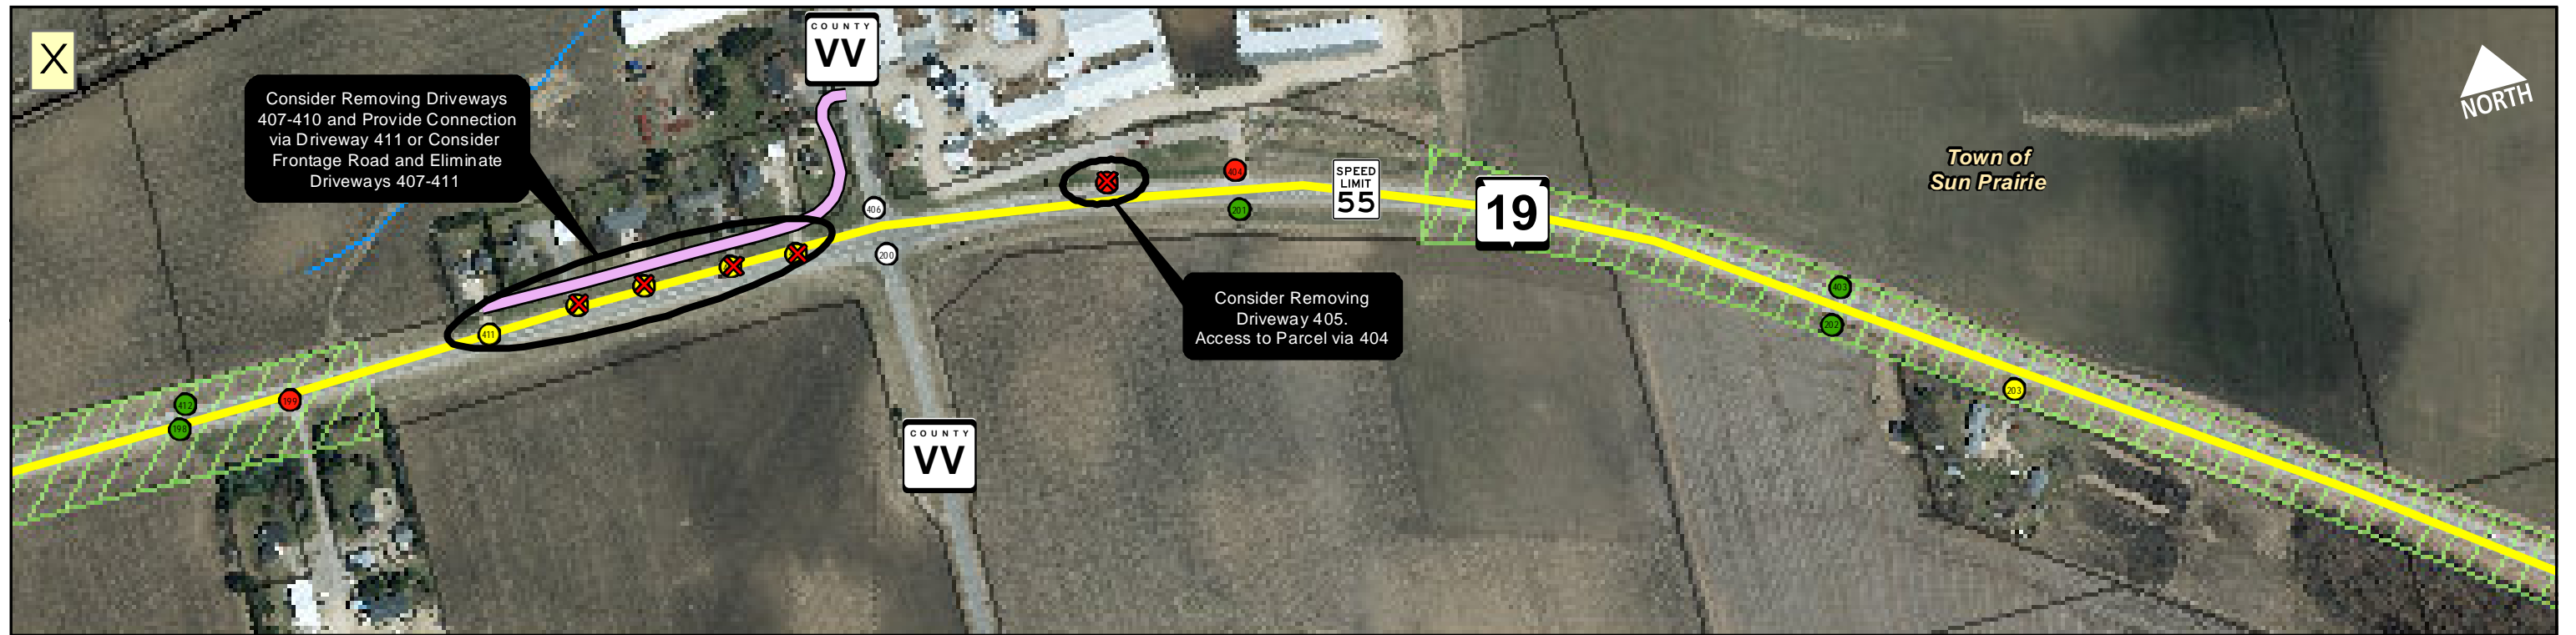 X
COUNTY
VV
Consider Removing Driveways
407-410 and Provide Connection
via Driveway 411 or Consider
Frontage Road and Eliminate
Driveways 407-411
NORTH
Town of
Sun Prairie
SPEED
LIMIT
55
19
404
201
406
200
403
202
Consider Removing
Driveway 405.
Access to Parcel via 404
411
203
412
199
198
COUNTY
VV